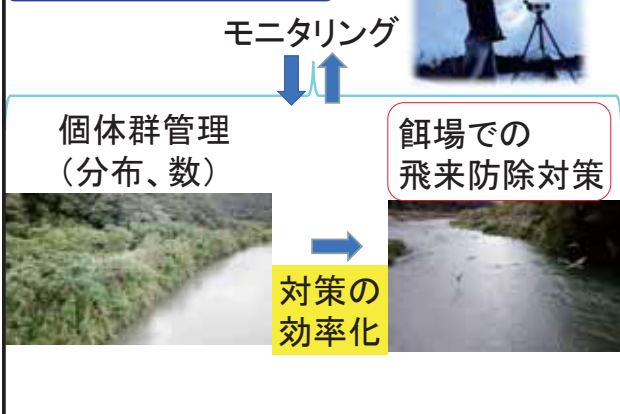 モニタリング
個体群管理
（分布、数）
餌場での
飛来防除対策
対策の
効率化